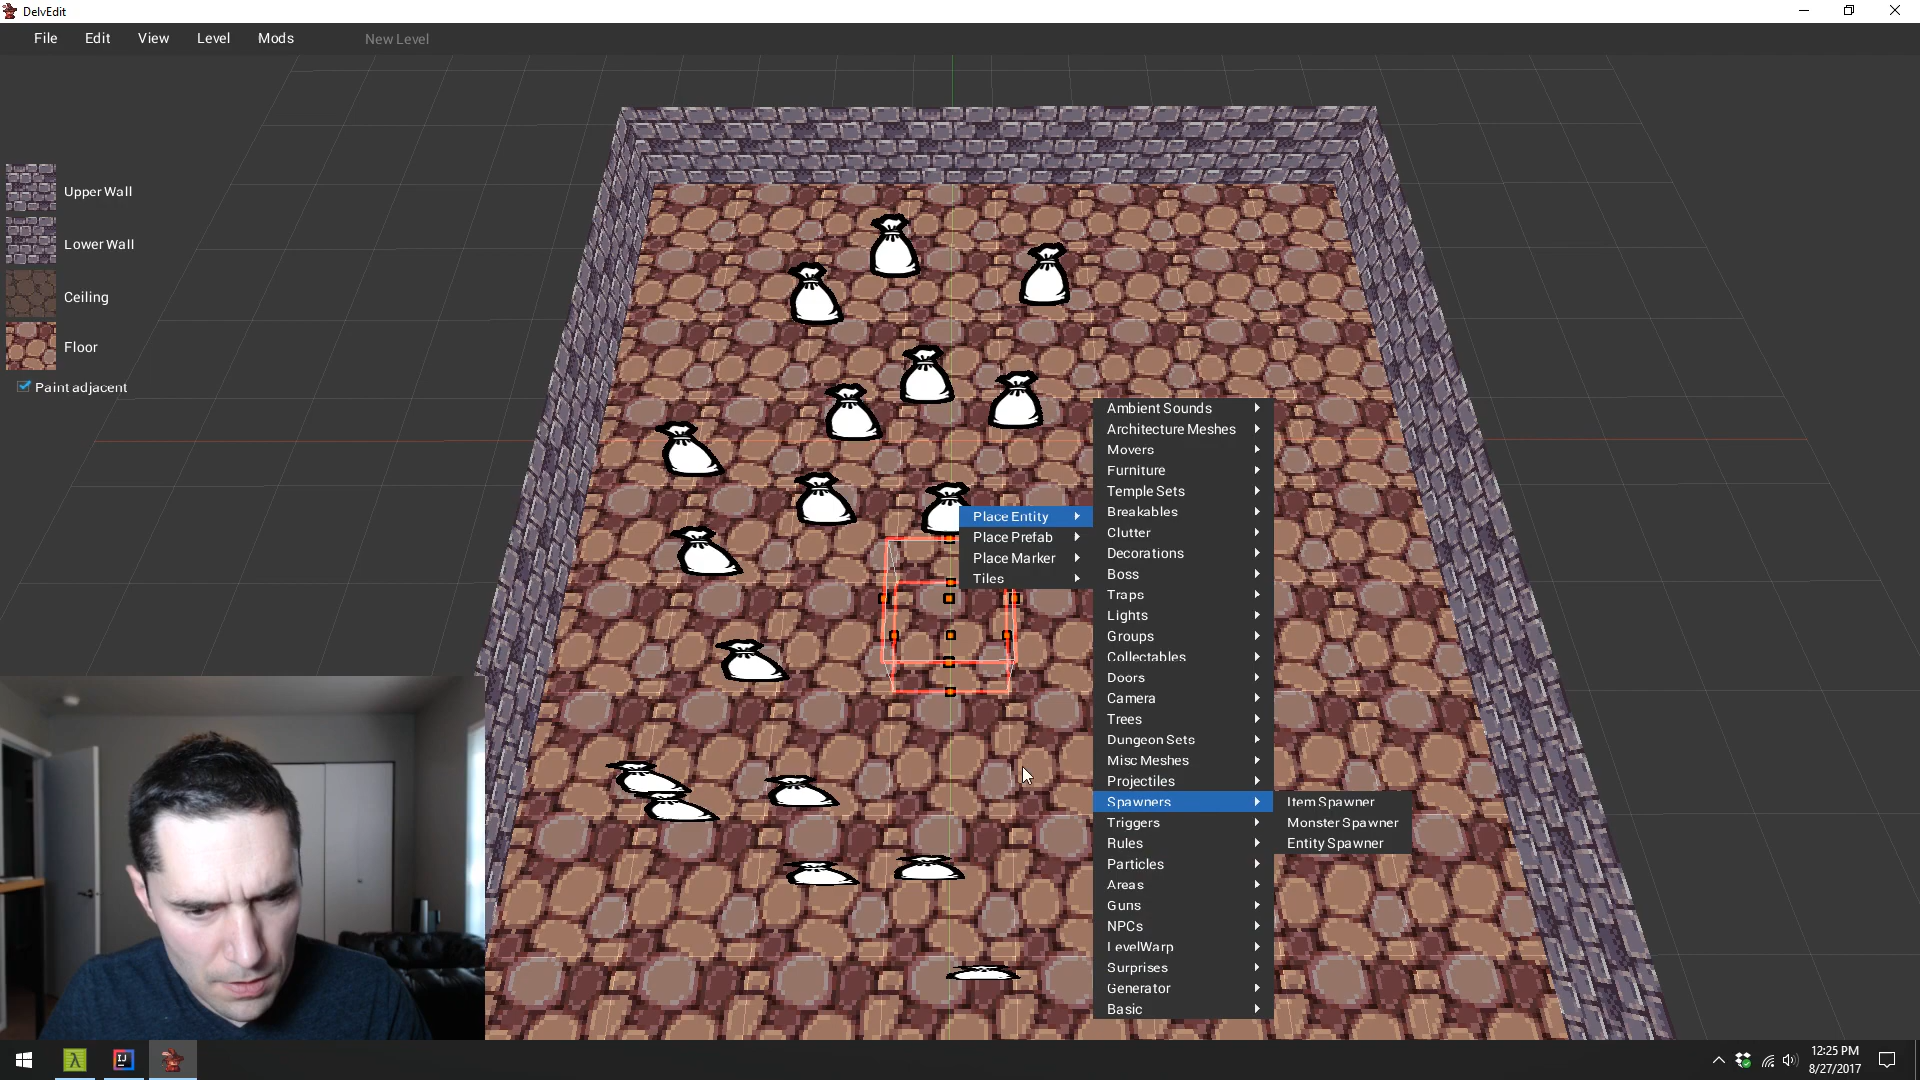 DelvEdit
File Edit View Level Mods New Level
Upper Wall
Lower Wall
Ceiling
Floor
Paint adjacent
Place Entity
Place Prefab
Place Marker
Tiles
Ambient Sounds
Architecture Meshes
Movers
Furniture
Temple Sets
Breakables
Clutter
Decorations
Boss
Traps
Lights
Groups
Collectables
Doors
Camera
Trees
Dungeon Sets
Misc Meshes
Projectiles
Spawners
Triggers
Rules
Particles
Areas
Guns
NPCs
LevelWarp
Surprises
Generator
Basic
Item Spawner
Monster Spawner
Entity Spawner
λ
IJ
12:25 PM
8/27/2017